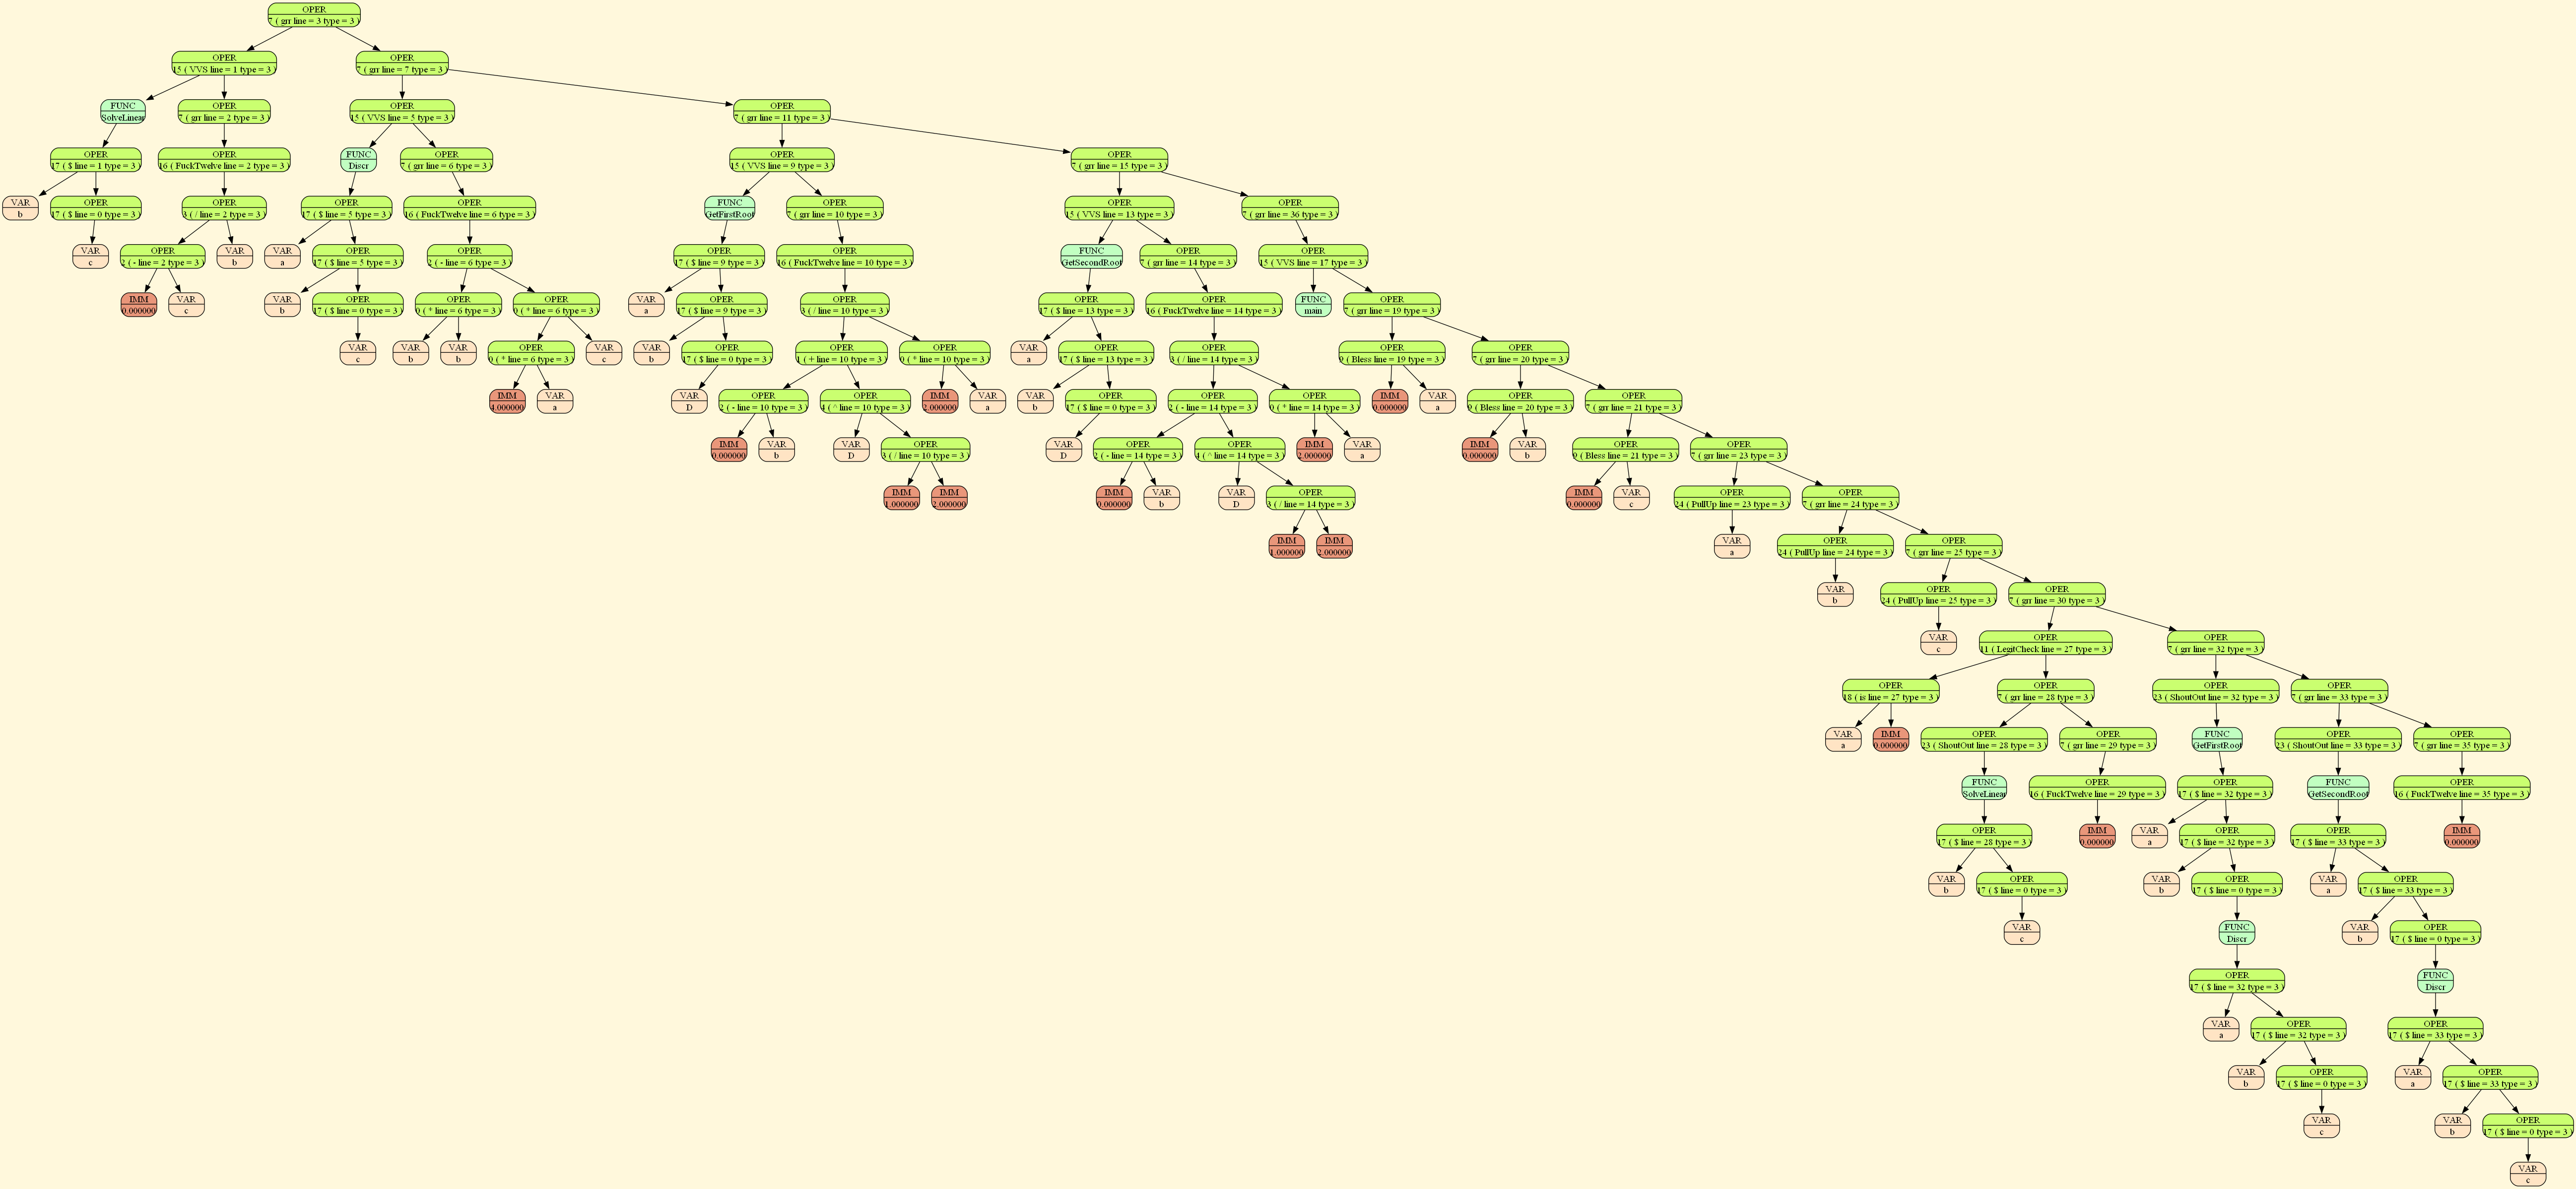 OPER
7 ( grr line = 3 type = 3 )
OPER
15 ( VVS line = 1 type = 3 )
OPER
7 ( grr line = 7 type = 3 )
FUNC
SolveLinear
OPER
7 ( grr line = 2 type = 3 )
OPER
15 ( VVS line = 5 type = 3 )
OPER
7 ( grr line = 11 type = 3 )
OPER
17 ( $ line = 1 type = 3 )
OPER
16 ( FuckTwelve line = 2 type = 3 )
FUNC
Discr
OPER
7 ( grr line = 6 type = 3 )
OPER
15 ( VVS line = 9 type = 3 )
OPER
7 ( grr line = 15 type = 3 )
VAR
b
OPER
17 ( $ line = 0 type = 3 )
OPER
3 ( / line = 2 type = 3 )
OPER
17 ( $ line = 5 type = 3 )
OPER
16 ( FuckTwelve line = 6 type = 3 )
FUNC
GetFirstRoot
OPER
7 ( grr line = 10 type = 3 )
OPER
15 ( VVS line = 13 type = 3 )
OPER
7 ( grr line = 36 type = 3 )
VAR
c
OPER
2 ( - line = 2 type = 3 )
VAR
b
VAR
a
OPER
17 ( $ line = 5 type = 3 )
OPER
2 ( - line = 6 type = 3 )
OPER
17 ( $ line = 9 type = 3 )
OPER
16 ( FuckTwelve line = 10 type = 3 )
FUNC
GetSecondRoot
OPER
7 ( grr line = 14 type = 3 )
OPER
15 ( VVS line = 17 type = 3 )
IMM
0.000000
VAR
c
VAR
b
OPER
17 ( $ line = 0 type = 3 )
OPER
0 ( * line = 6 type = 3 )
OPER
0 ( * line = 6 type = 3 )
VAR
a
OPER
17 ( $ line = 9 type = 3 )
OPER
3 ( / line = 10 type = 3 )
OPER
17 ( $ line = 13 type = 3 )
OPER
16 ( FuckTwelve line = 14 type = 3 )
FUNC
main
OPER
7 ( grr line = 19 type = 3 )
VAR
c
VAR
b
VAR
b
OPER
0 ( * line = 6 type = 3 )
VAR
c
VAR
b
OPER
17 ( $ line = 0 type = 3 )
OPER
1 ( + line = 10 type = 3 )
OPER
0 ( * line = 10 type = 3 )
VAR
a
OPER
17 ( $ line = 13 type = 3 )
OPER
3 ( / line = 14 type = 3 )
OPER
9 ( Bless line = 19 type = 3 )
OPER
7 ( grr line = 20 type = 3 )
IMM
4.000000
VAR
a
VAR
D
OPER
2 ( - line = 10 type = 3 )
OPER
4 ( ^ line = 10 type = 3 )
IMM
2.000000
VAR
a
VAR
b
OPER
17 ( $ line = 0 type = 3 )
OPER
2 ( - line = 14 type = 3 )
OPER
0 ( * line = 14 type = 3 )
IMM
0.000000
VAR
a
OPER
9 ( Bless line = 20 type = 3 )
OPER
7 ( grr line = 21 type = 3 )
IMM
0.000000
VAR
b
VAR
D
OPER
3 ( / line = 10 type = 3 )
VAR
D
OPER
2 ( - line = 14 type = 3 )
OPER
4 ( ^ line = 14 type = 3 )
IMM
2.000000
VAR
a
IMM
0.000000
VAR
b
OPER
9 ( Bless line = 21 type = 3 )
OPER
7 ( grr line = 23 type = 3 )
IMM
1.000000
IMM
2.000000
IMM
0.000000
VAR
b
VAR
D
OPER
3 ( / line = 14 type = 3 )
IMM
0.000000
VAR
c
OPER
24 ( PullUp line = 23 type = 3 )
OPER
7 ( grr line = 24 type = 3 )
IMM
1.000000
IMM
2.000000
VAR
a
OPER
24 ( PullUp line = 24 type = 3 )
OPER
7 ( grr line = 25 type = 3 )
VAR
b
OPER
24 ( PullUp line = 25 type = 3 )
OPER
7 ( grr line = 30 type = 3 )
VAR
c
OPER
11 ( LegitCheck line = 27 type = 3 )
OPER
7 ( grr line = 32 type = 3 )
OPER
18 ( is line = 27 type = 3 )
OPER
7 ( grr line = 28 type = 3 )
OPER
23 ( ShoutOut line = 32 type = 3 )
OPER
7 ( grr line = 33 type = 3 )
VAR
a
IMM
0.000000
OPER
23 ( ShoutOut line = 28 type = 3 )
OPER
7 ( grr line = 29 type = 3 )
FUNC
GetFirstRoot
OPER
23 ( ShoutOut line = 33 type = 3 )
OPER
7 ( grr line = 35 type = 3 )
FUNC
SolveLinear
OPER
16 ( FuckTwelve line = 29 type = 3 )
OPER
17 ( $ line = 32 type = 3 )
FUNC
GetSecondRoot
OPER
16 ( FuckTwelve line = 35 type = 3 )
OPER
17 ( $ line = 28 type = 3 )
IMM
0.000000
VAR
a
OPER
17 ( $ line = 32 type = 3 )
OPER
17 ( $ line = 33 type = 3 )
IMM
0.000000
VAR
b
OPER
17 ( $ line = 0 type = 3 )
VAR
b
OPER
17 ( $ line = 0 type = 3 )
VAR
a
OPER
17 ( $ line = 33 type = 3 )
VAR
c
FUNC
Discr
VAR
b
OPER
17 ( $ line = 0 type = 3 )
OPER
17 ( $ line = 32 type = 3 )
FUNC
Discr
VAR
a
OPER
17 ( $ line = 32 type = 3 )
OPER
17 ( $ line = 33 type = 3 )
VAR
b
OPER
17 ( $ line = 0 type = 3 )
VAR
a
OPER
17 ( $ line = 33 type = 3 )
VAR
c
VAR
b
OPER
17 ( $ line = 0 type = 3 )
VAR
c